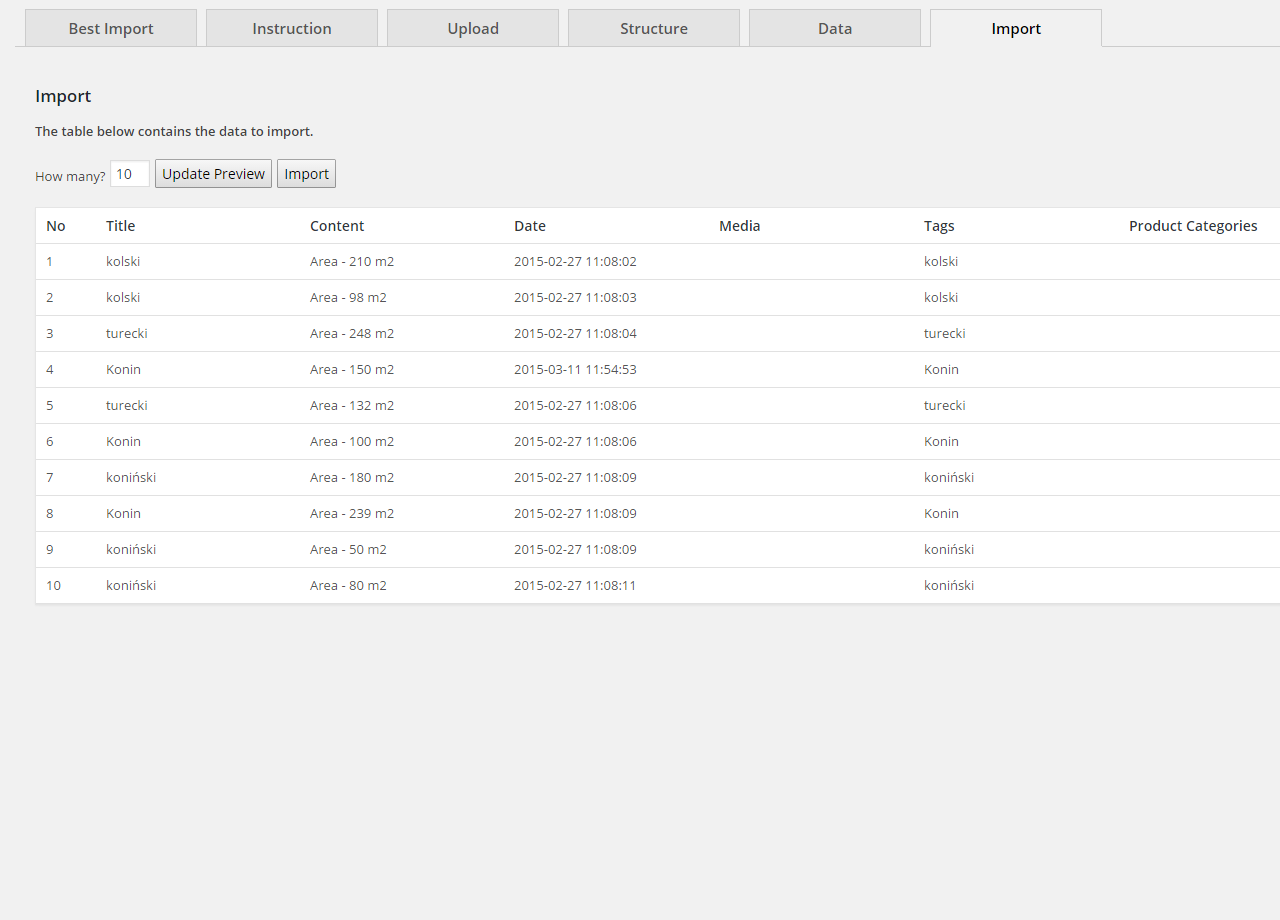 Best Import Instruction Upload Structure Data Import
Import
The table below contains the data to import.
How many? 10 Update Preview Import
No Title Content Date Media Tags Product Categories
1 kolski Area - 210 m2 2015-02-27 11:08:02 kolski
2 kolski Area - 98 m2 2015-02-27 11:08:03 kolski
3 turecki Area - 248 m2 2015-02-27 11:08:04 turecki
4 Konin Area - 150 m2 2015-03-11 11:54:53 Konin
5 turecki Area - 132 m2 2015-02-27 11:08:06 turecki
6 Konin Area - 100 m2 2015-02-27 11:08:06 Konin
7 koniński Area - 180 m2 2015-02-27 11:08:09 koniński
8 Konin Area - 239 m2 2015-02-27 11:08:09 Konin
9 koniński Area - 50 m2 2015-02-27 11:08:09 koniński
10 koniński Area - 80 m2 2015-02-27 11:08:11 koniński